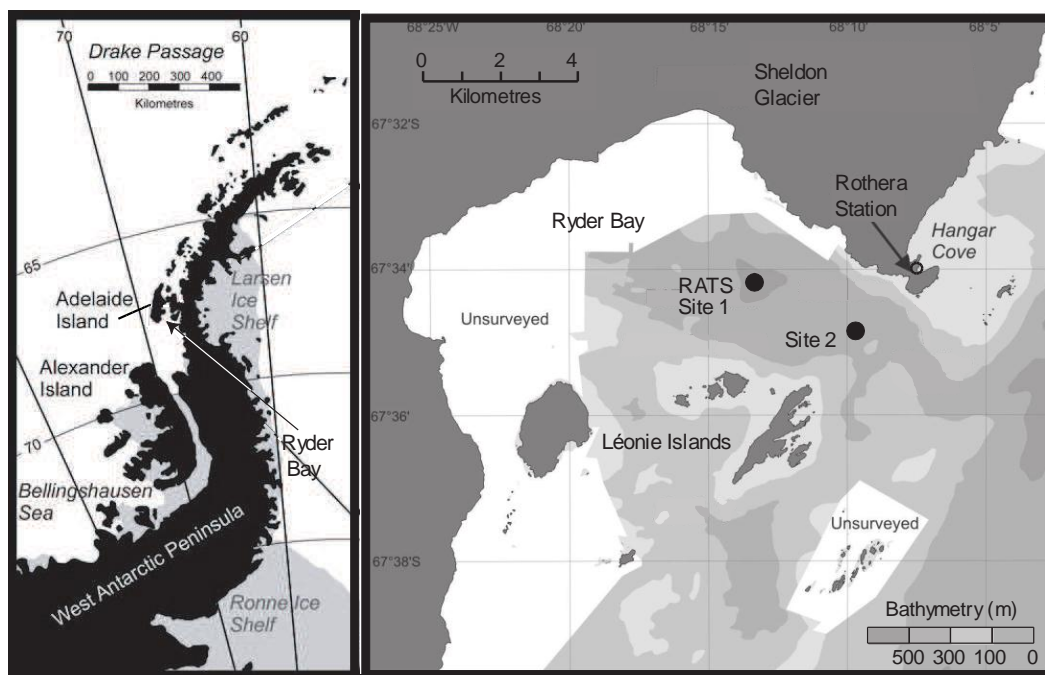 70
60
Drake Passage
0 100 200 300 400
Kilometres
65
Larsen
Ice
Shelf
Adelaide
Island
Alexander
Island
70
Ryder
Bay
Bellingshausen
Sea
West Antarctic Peninsula
Ronne Ice
Shelf
68°25'W
68°20'
68°15'
68°10'
68°5'
0 2 4
Kilometres
Sheldon
Glacier
67°32'S
Rothera
Station
Ryder Bay
Hangar
Cove
67°34'
RATS
Site 1
Unsurveyed
Site 2
67°36'
Léonie Islands
Unsurveyed
67°38'
Bathymetry (m)
500 300 100 0